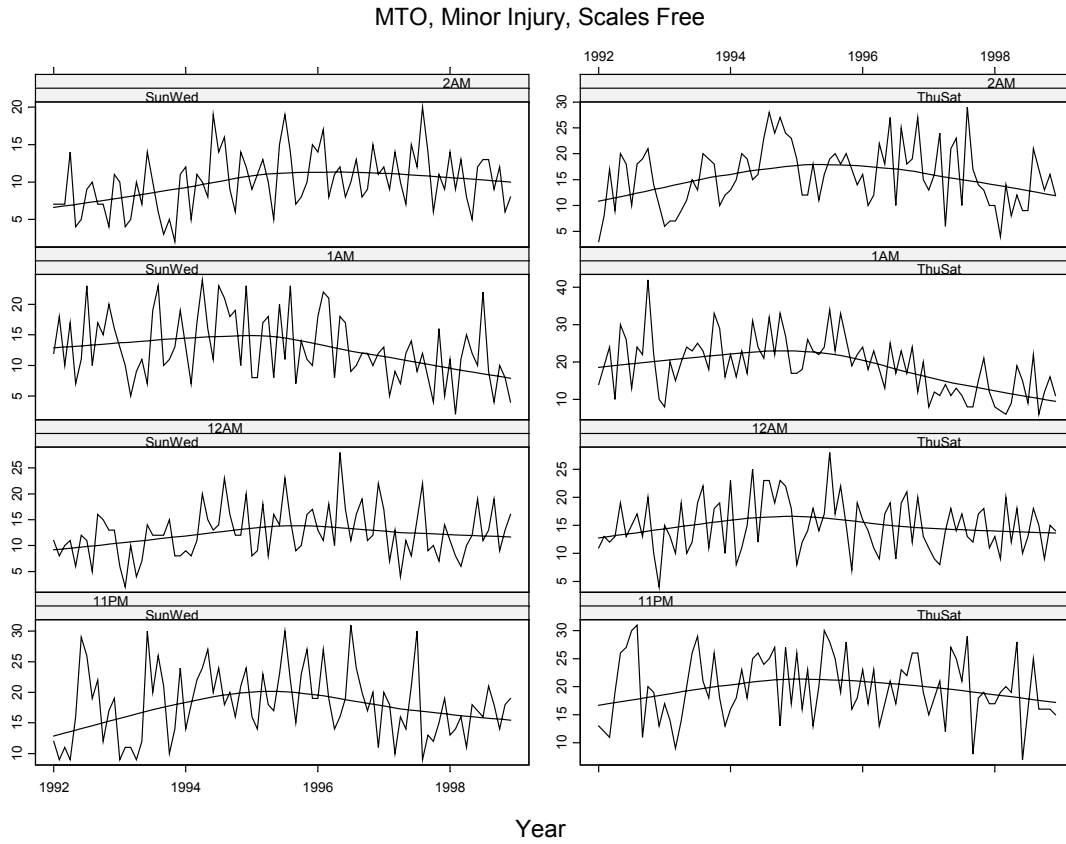 MTO, Minor Injury, Scales Free
1992 1994 1996 1998
2AM 2AM
SunWed ThuSat
5 10 15 20
5 10 15 20 25 30
1AM 1AM
SunWed ThuSat
5 10 15 20
10 20 30 40
12AM 12AM
SunWed ThuSat
5 10 15 20 25
5 10 15 20 25
11PM 11PM
SunWed ThuSat
10 15 20 25 30
10 15 20 25 30
1992 1994 1996 1998
Year